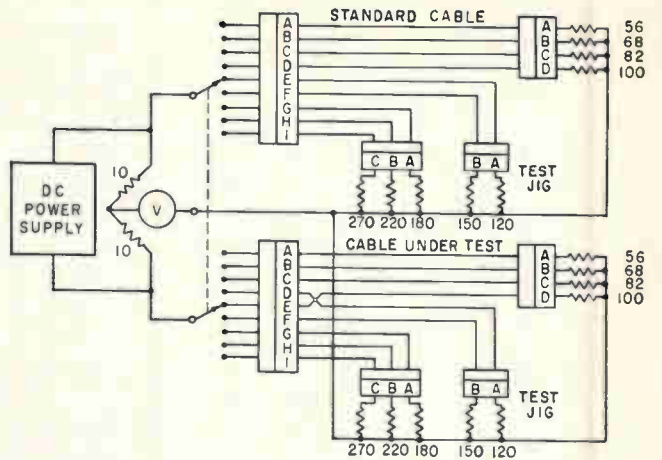 STANDARD CABLE
A
B
C
D
E
F
G
H
I
A
B
C
D
56
68
82
100
C B A
B A
TEST
JIG
270 220 180
150 120
DC
POWER
SUPPLY
10
10
V
CABLE UNDER TEST
A
B
C
D
E
F
G
H
I
A
B
C
D
56
68
82
100
C B A
B A
TEST
JIG
270 220 180
150 120